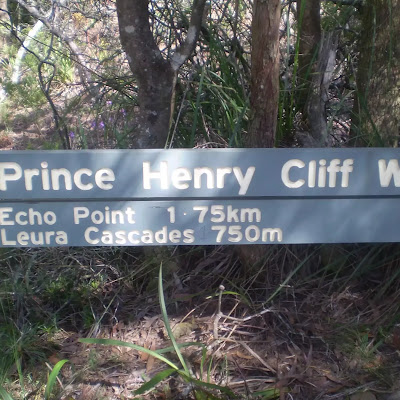 Prince Henry Cliff W
Echo Point 1·75km
Leura Cascades 750m